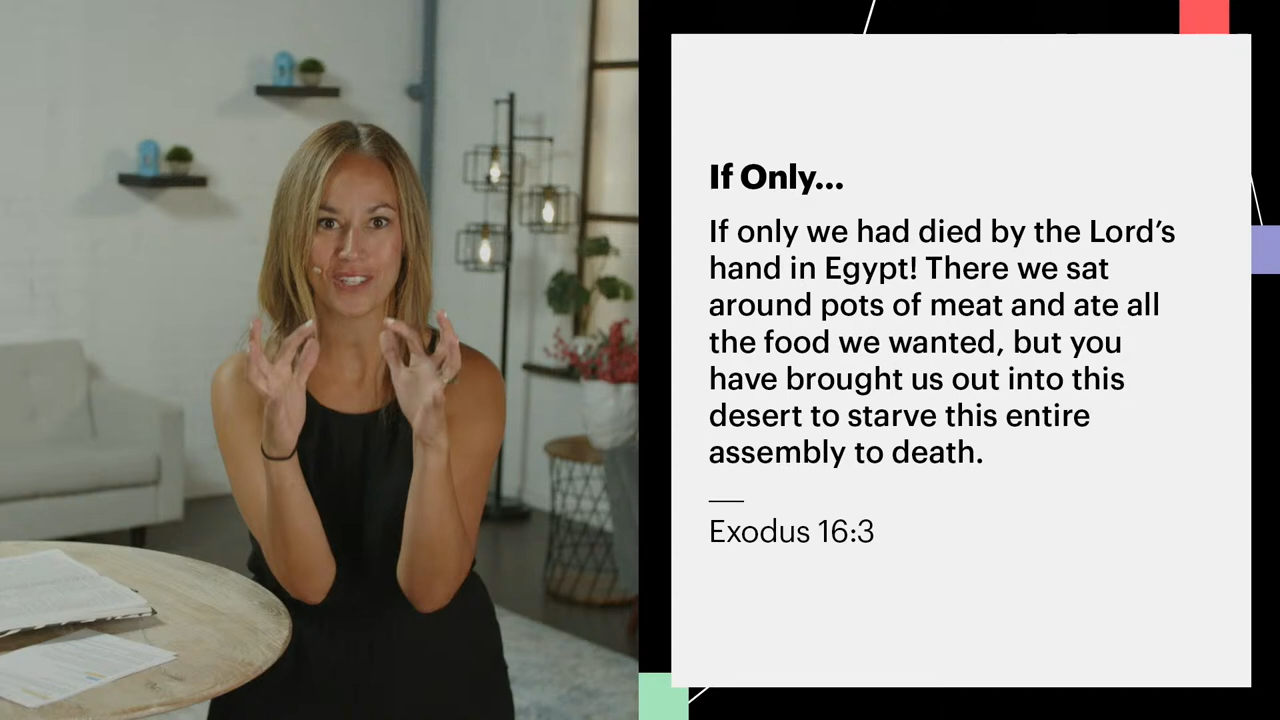 If Only...
If only we had died by the Lord’s
hand in Egypt! There we sat
around pots of meat and ate all
the food we wanted, but you
have brought us out into this
desert to starve this entire
assembly to death.
Exodus 16:3